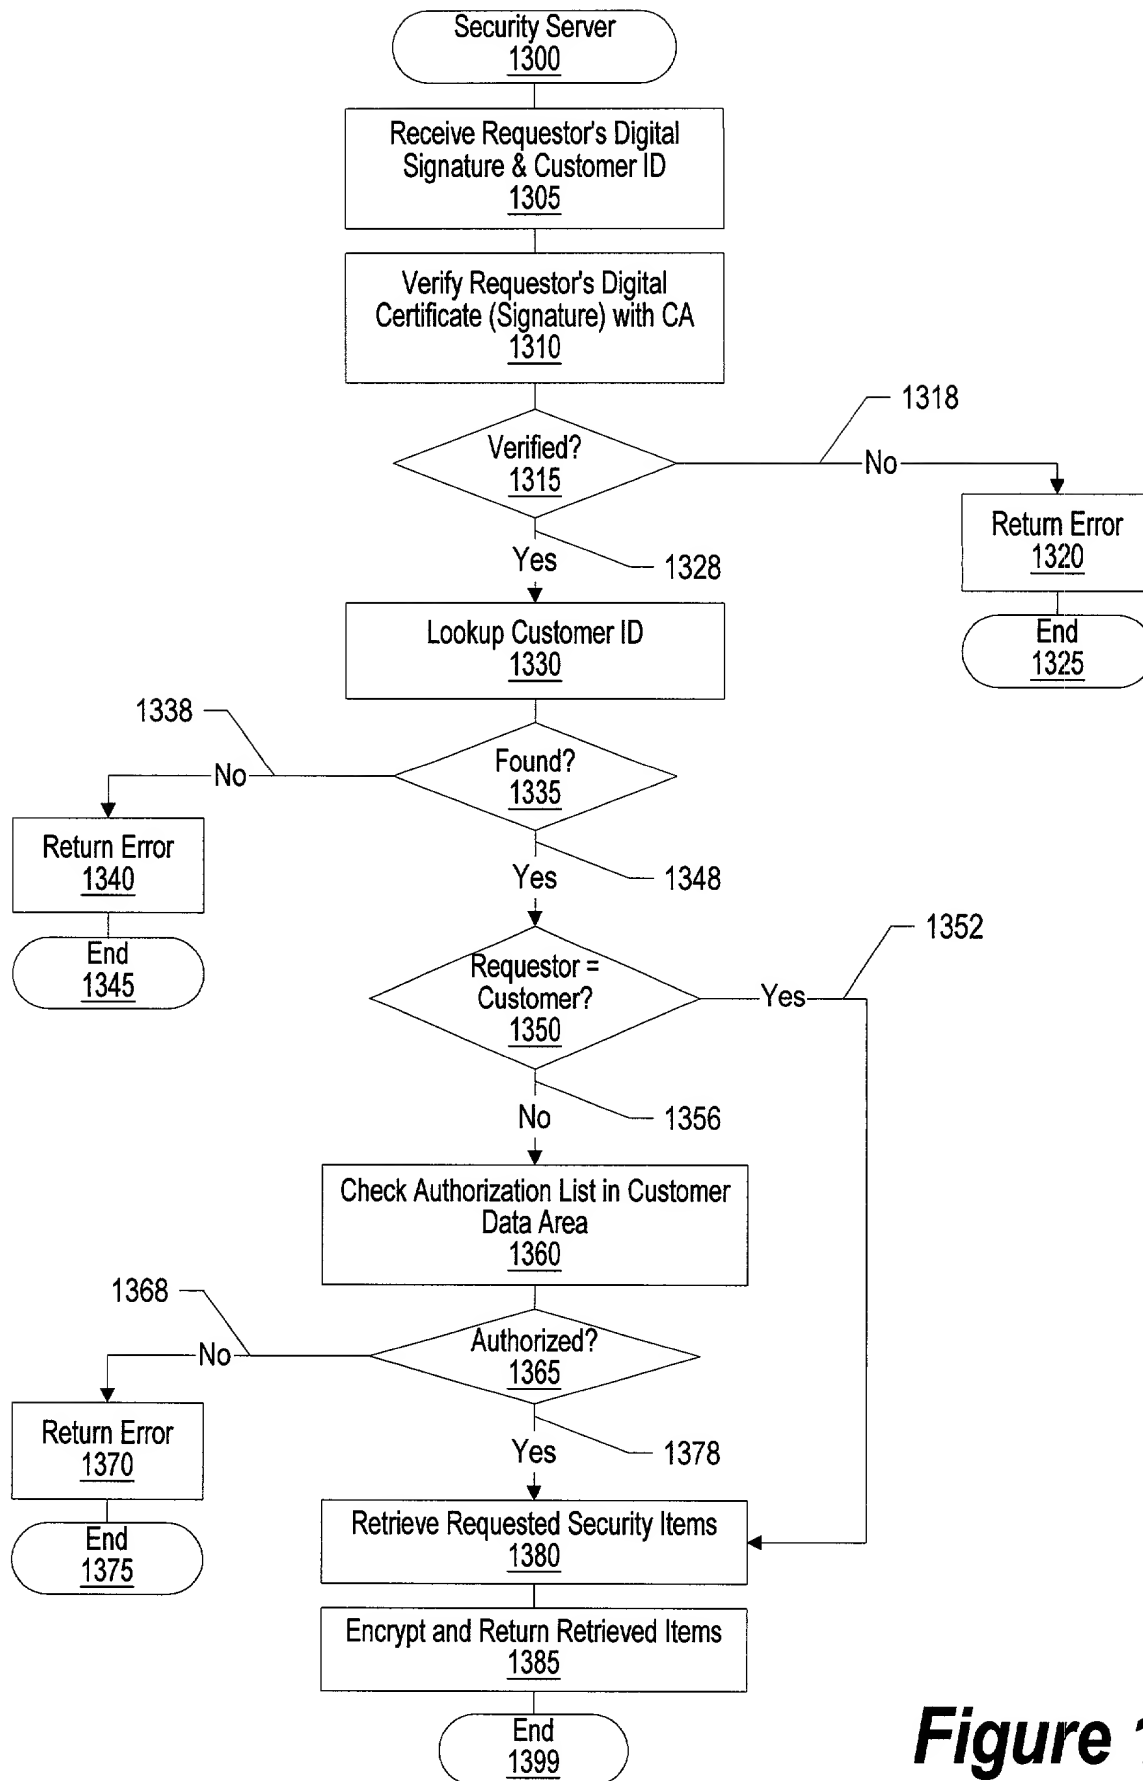 Security Server
1300
Receive Requestor's Digital
Signature & Customer ID
1305
Verify Requestor's Digital
Certificate (Signature) with CA
1310
1318
Verified?
1315
No
Return Error
1320
Yes
1328
End
1325
Lookup Customer ID
1330
1338
Found?
1335
No
Return Error
1340
Yes
1348
End
1345
1352
Requestor =
Customer?
1350
Yes
1356
No
Check Authorization List in Customer
Data Area
1360
1368
Authorized?
1365
No
Return Error
1370
Yes
1378
End
1375
Retrieve Requested Security Items
1380
Encrypt and Return Retrieved Items
1385
End
1399
Figure